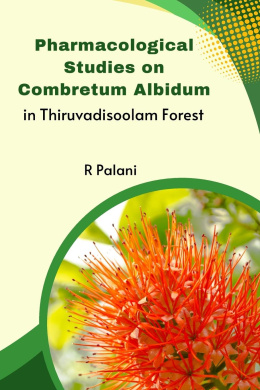 Pharmacological
Studies on
Combretum Albidum
in Thiruvadisoolam Forest
R Palani